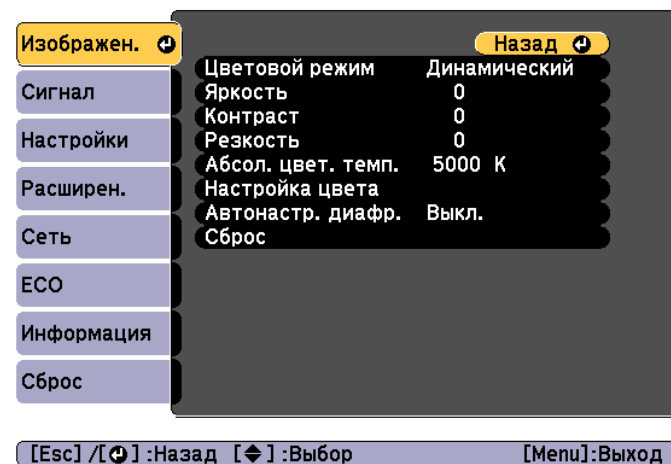 Изображен.
Сигнал
Настройки
Расширен.
Сеть
ECO
Информация
Сброс
Назад
Цветовой режим Динамический
Яркость 0
Контраст 0
Резкость 0
Абсол. цвет. темп. 5000 K
Настройка цвета
Автонастр. диафр. Выкл.
Сброс
[Esc] /[ ] :Назад [ ] :Выбор [Menu]:Выход